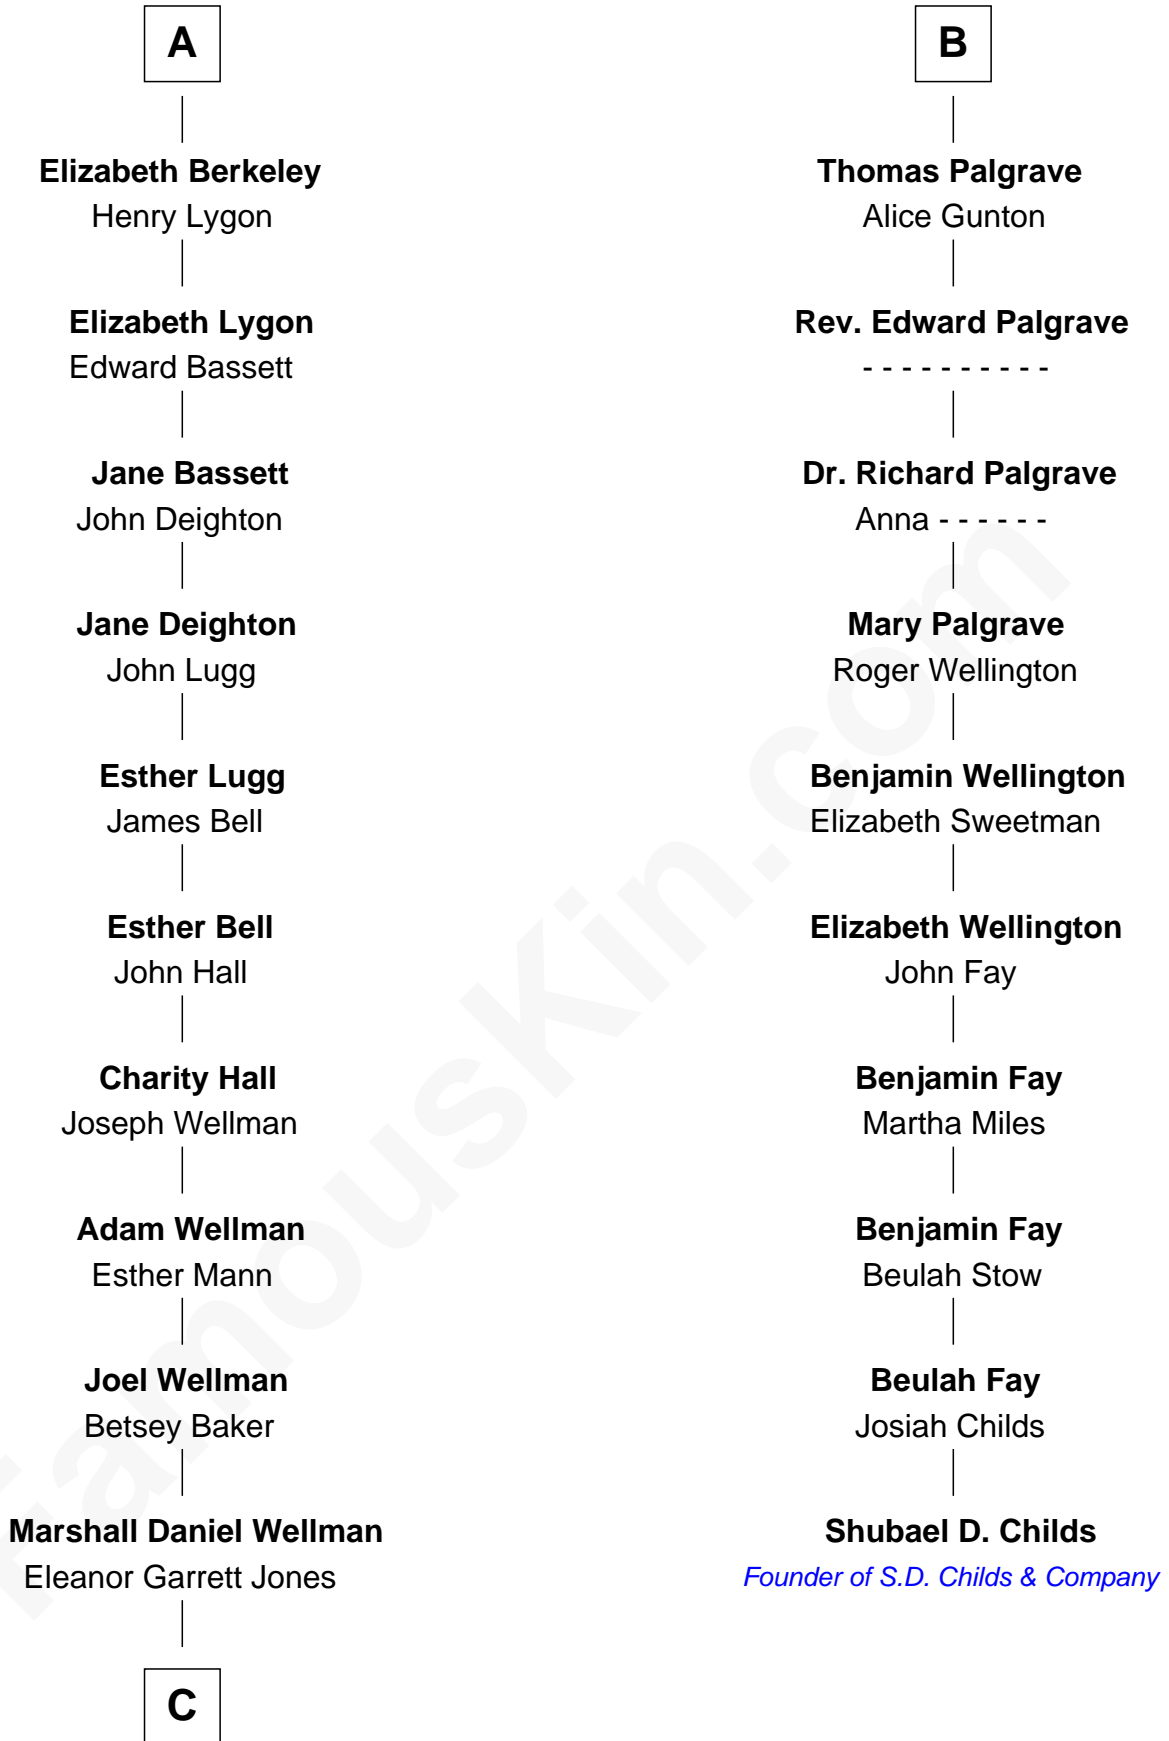 A
Elizabeth Berkeley
Henry Lygon
Elizabeth Lygon
Edward Bassett
Jane Bassett
John Deighton
Jane Deighton
John Lugg
Esther Lugg
James Bell
Esther Bell
John Hall
Charity Hall
Joseph Wellman
Adam Wellman
Esther Mann
Joel Wellman
Betsey Baker
Marshall Daniel Wellman
Eleanor Garrett Jones
C
B
Thomas Palgrave
Alice Gunton
Rev. Edward Palgrave
- - - - - - - - - -
Dr. Richard Palgrave
Anna - - - - - -
Mary Palgrave
Roger Wellington
Benjamin Wellington
Elizabeth Sweetman
Elizabeth Wellington
John Fay
Benjamin Fay
Martha Miles
Benjamin Fay
Beulah Stow
Beulah Fay
Josiah Childs
Shubael D. Childs
Founder of S.D. Childs & Company
FamousKin.com